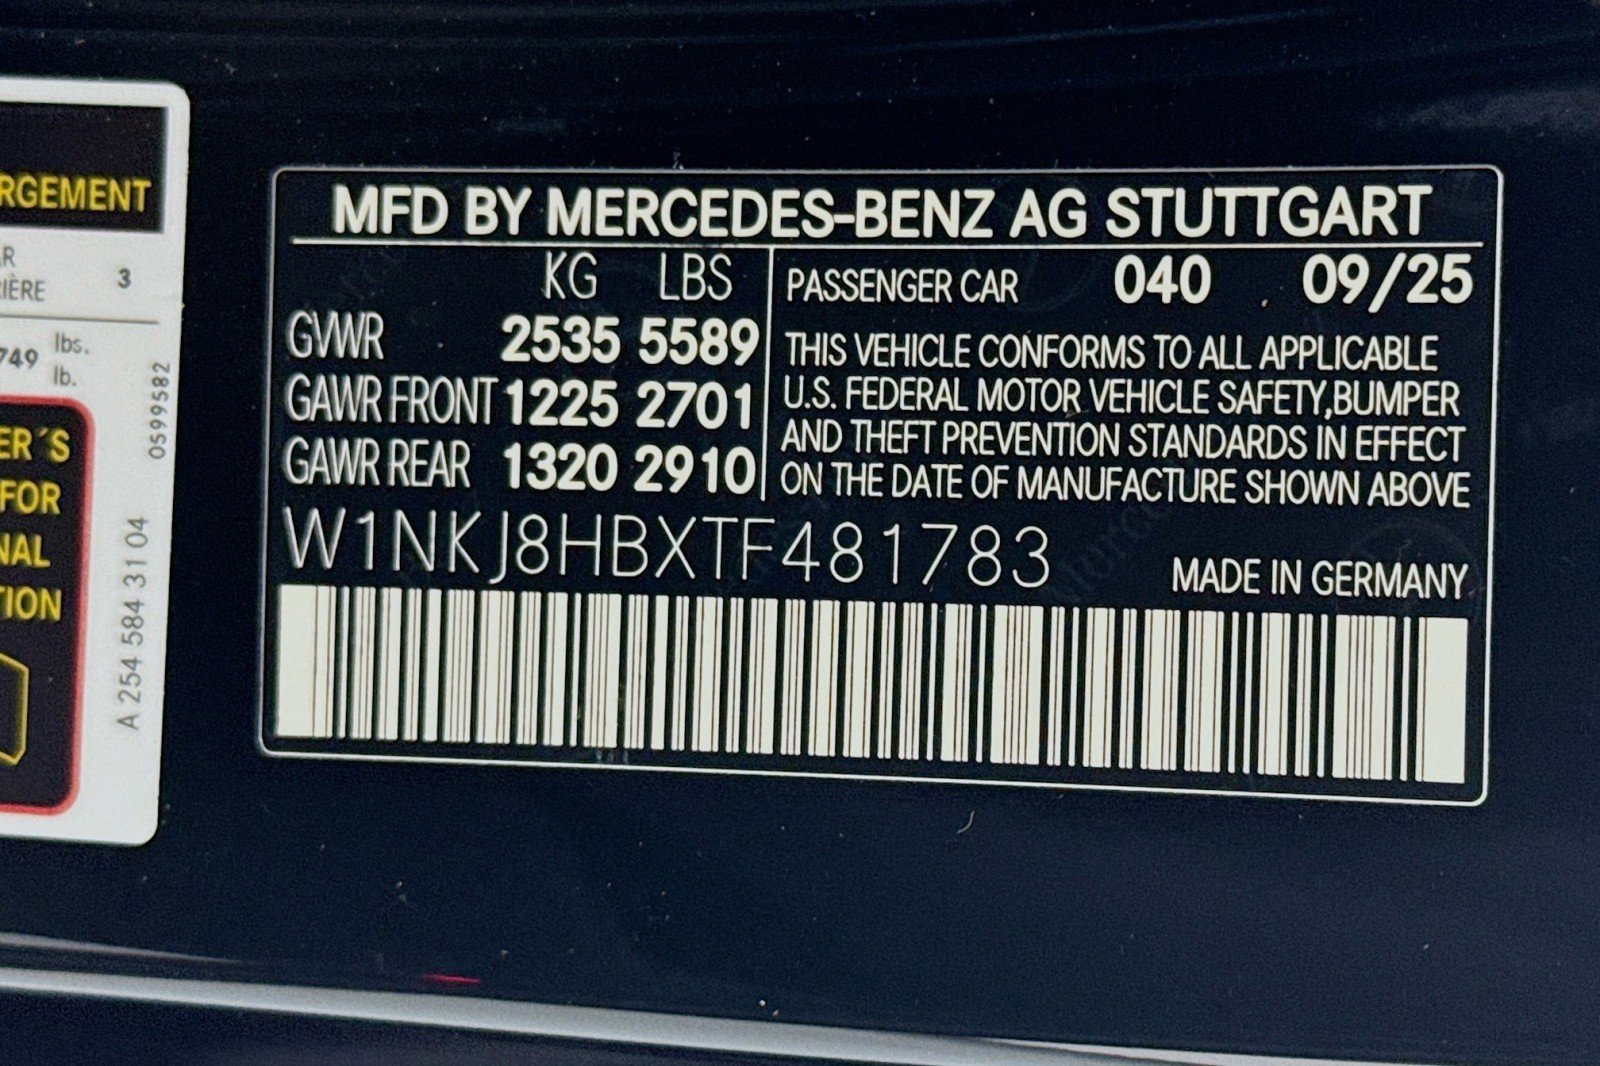 RGEMENT
3
IÈRE
749 lbs.
lb.
0599582
ER´S
FOR
NAL
TION
A 254 584 31 04
MFD BY MERCEDES-BENZ AG STUTTGART
KG LBS
GVWR 2535 5589
GAWR FRONT 1225 2701
GAWR REAR 1320 2910
PASSENGER CAR 040 09/25
THIS VEHICLE CONFORMS TO ALL APPLICABLE
U.S. FEDERAL MOTOR VEHICLE SAFETY,BUMPER
AND THEFT PREVENTION STANDARDS IN EFFECT
ON THE DATE OF MANUFACTURE SHOWN ABOVE
W1NKJ8HBXTF481783
MADE IN GERMANY